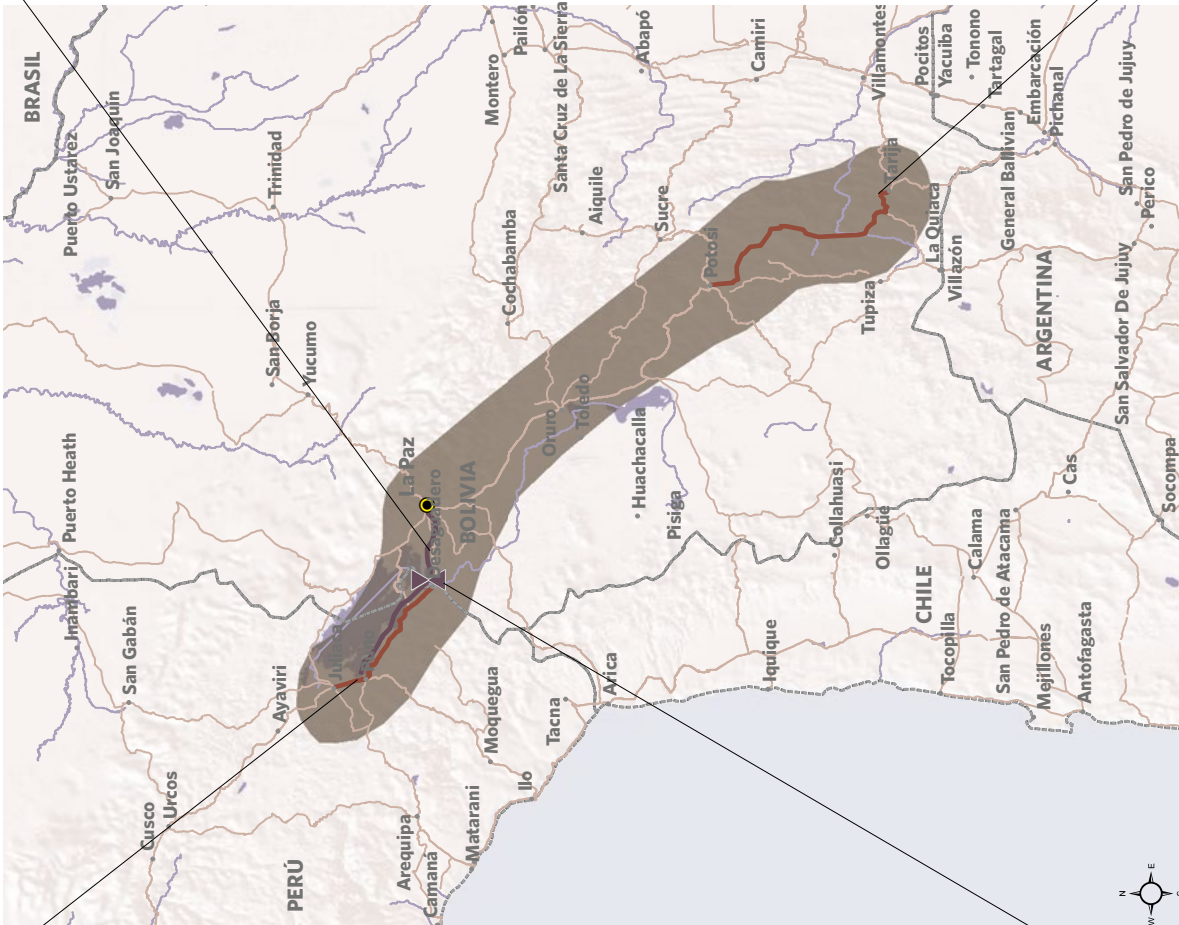 BRASIL
Puerto Ustarez
San Joaquín
Trinidad
San Borja
Yucumo
Puerto Heath
Inambari
San Gabán
Ayaviri
Cusco
Urcos
PERÚ
Juliaca
Desaguadero
La Paz
BOLIVIA
Arequipa
Camaná
Matarani
Moquegua
Ilo
Tacna
Arica
Montero
Pailón
Santa Cruz de La Sierra
Cochabamba
Aiquile
Sucre
Oruro
Toledo
Huachacalla
Pisiga
Abapó
Camiri
Potosí
Iquique
Collahuasi
Ollagüe
Villamontes
Tarija
Tupiza
CHILE
Tocopilla
Pocitos
Yacuiba
La Quiaca
Villazón
Tonono
Tartagal
General Ballivian
Calama
San Pedro de Atacama
Embarcación
Pichanal
ARGENTINA
Cas
Mejillones
Antofagasta
San Pedro de Jujuy
Perico
San Salvador De Jujuy
Socompa
N
E
W